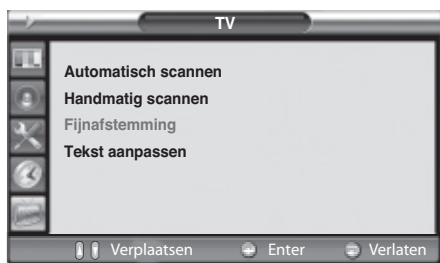 TV
Automatisch scannen
Handmatig scannen
Fijnafstemming
Tekst aanpassen
Verplaatsen Enter Verlaten